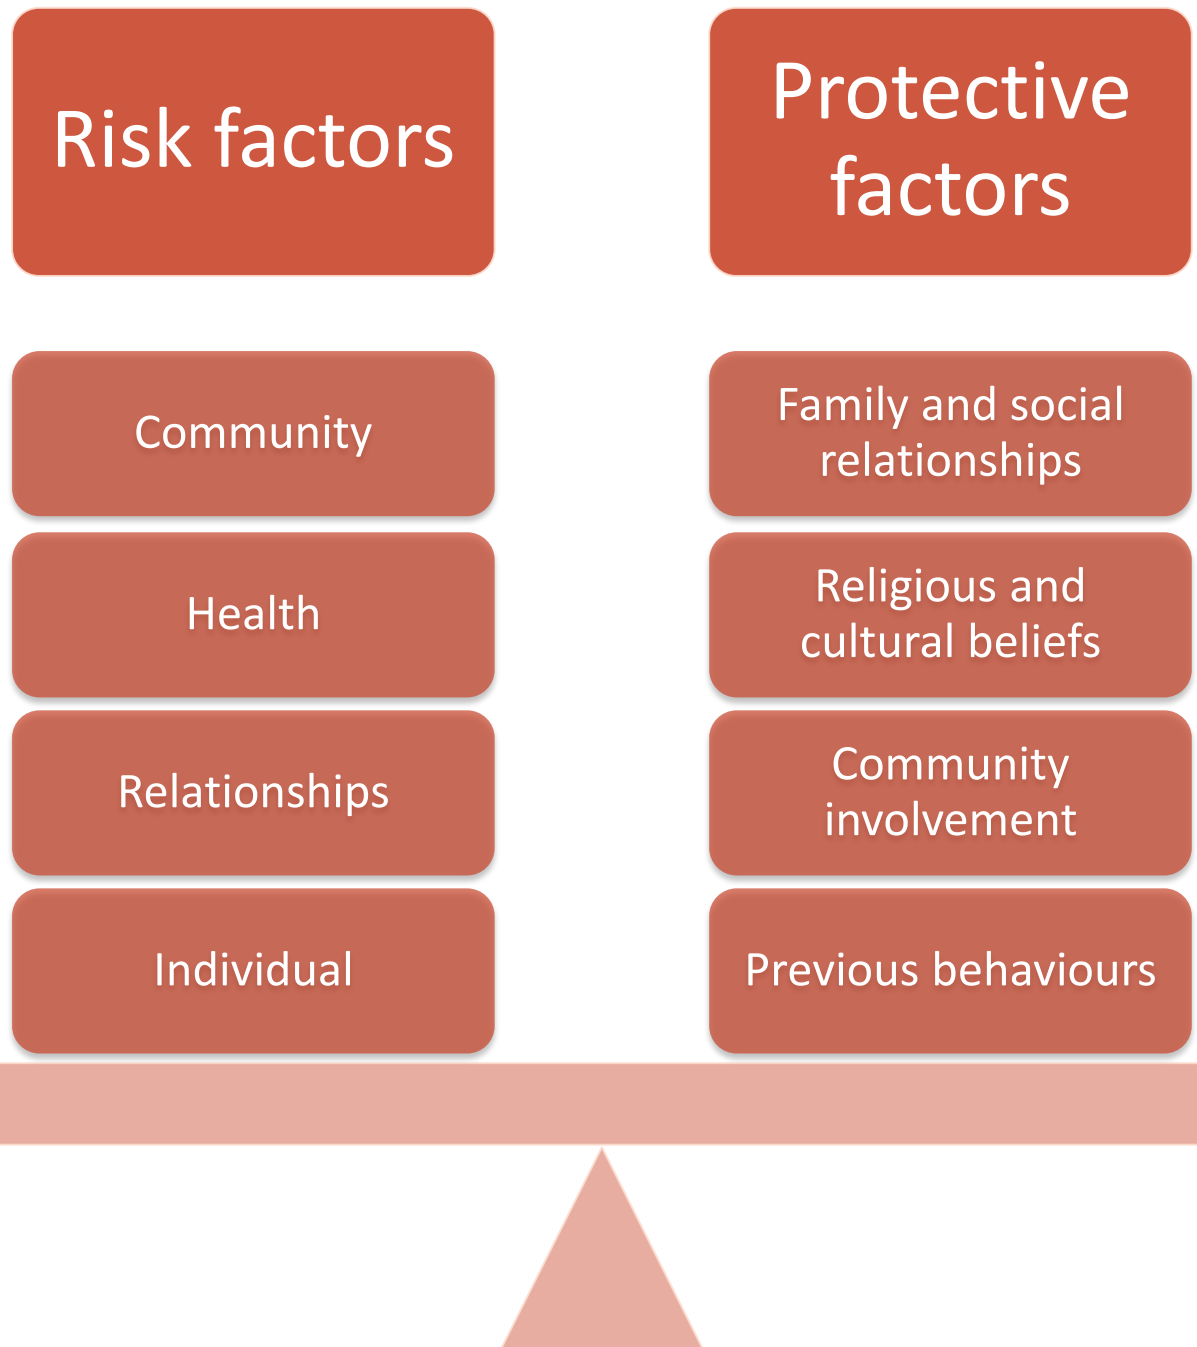 Risk factors
Protective
factors
Community
Health
Relationships
Individual
Family and social
relationships
Religious and
cultural beliefs
Community
involvement
Previous behaviours